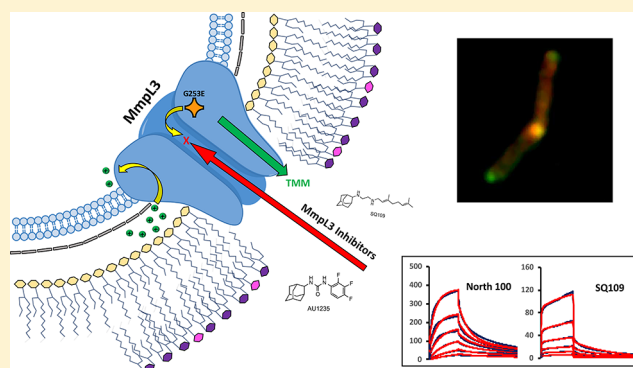 MmpL3
G253E
X
TMM
SQ109
MmpL3 Inhibitors
AU1235
H
N
H
N
O
F
F
F
North 100
500
400
300
200
100
0
SQ109
160
120
80
40
0